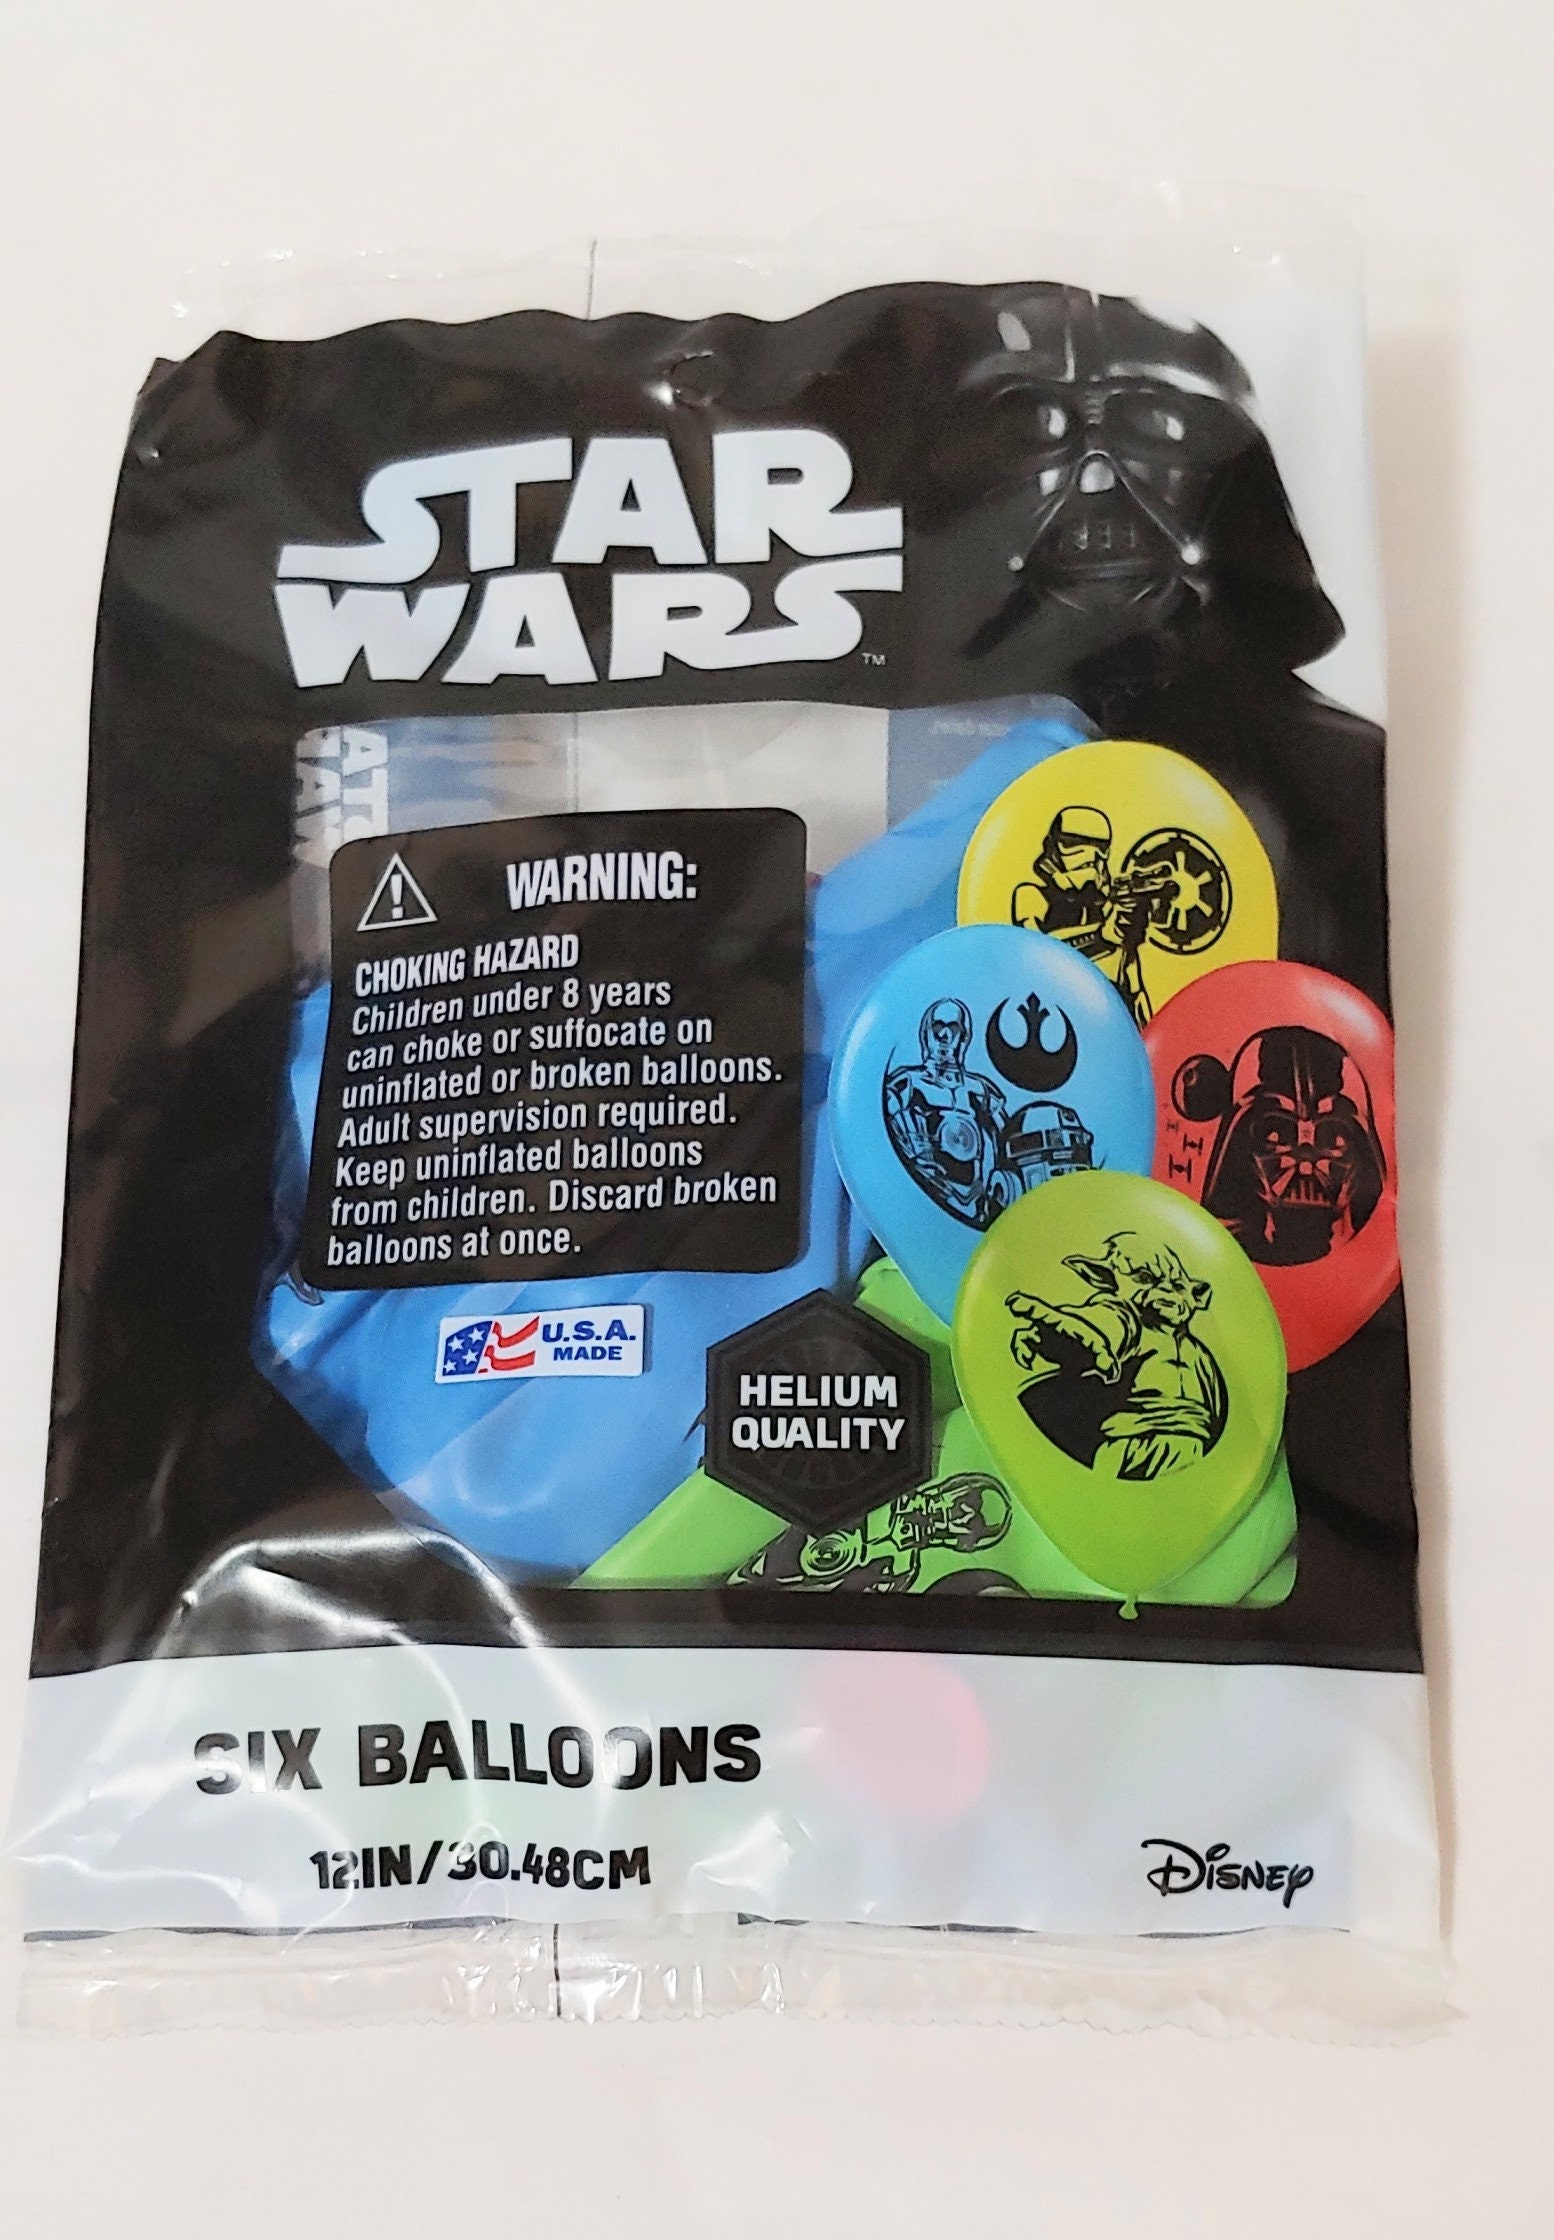 STAR
WARS
TM
WARNING:
CHOKING HAZARD
Children under 8 years
can choke or suffocate on
uninflated or broken balloons.
Adult supervision required.
Keep uninflated balloons
from children. Discard broken
balloons at once.
U.S.A.
MADE
HELIUM
QUALITY
SIX BALLOONS
12IN/30.48CM
Disney